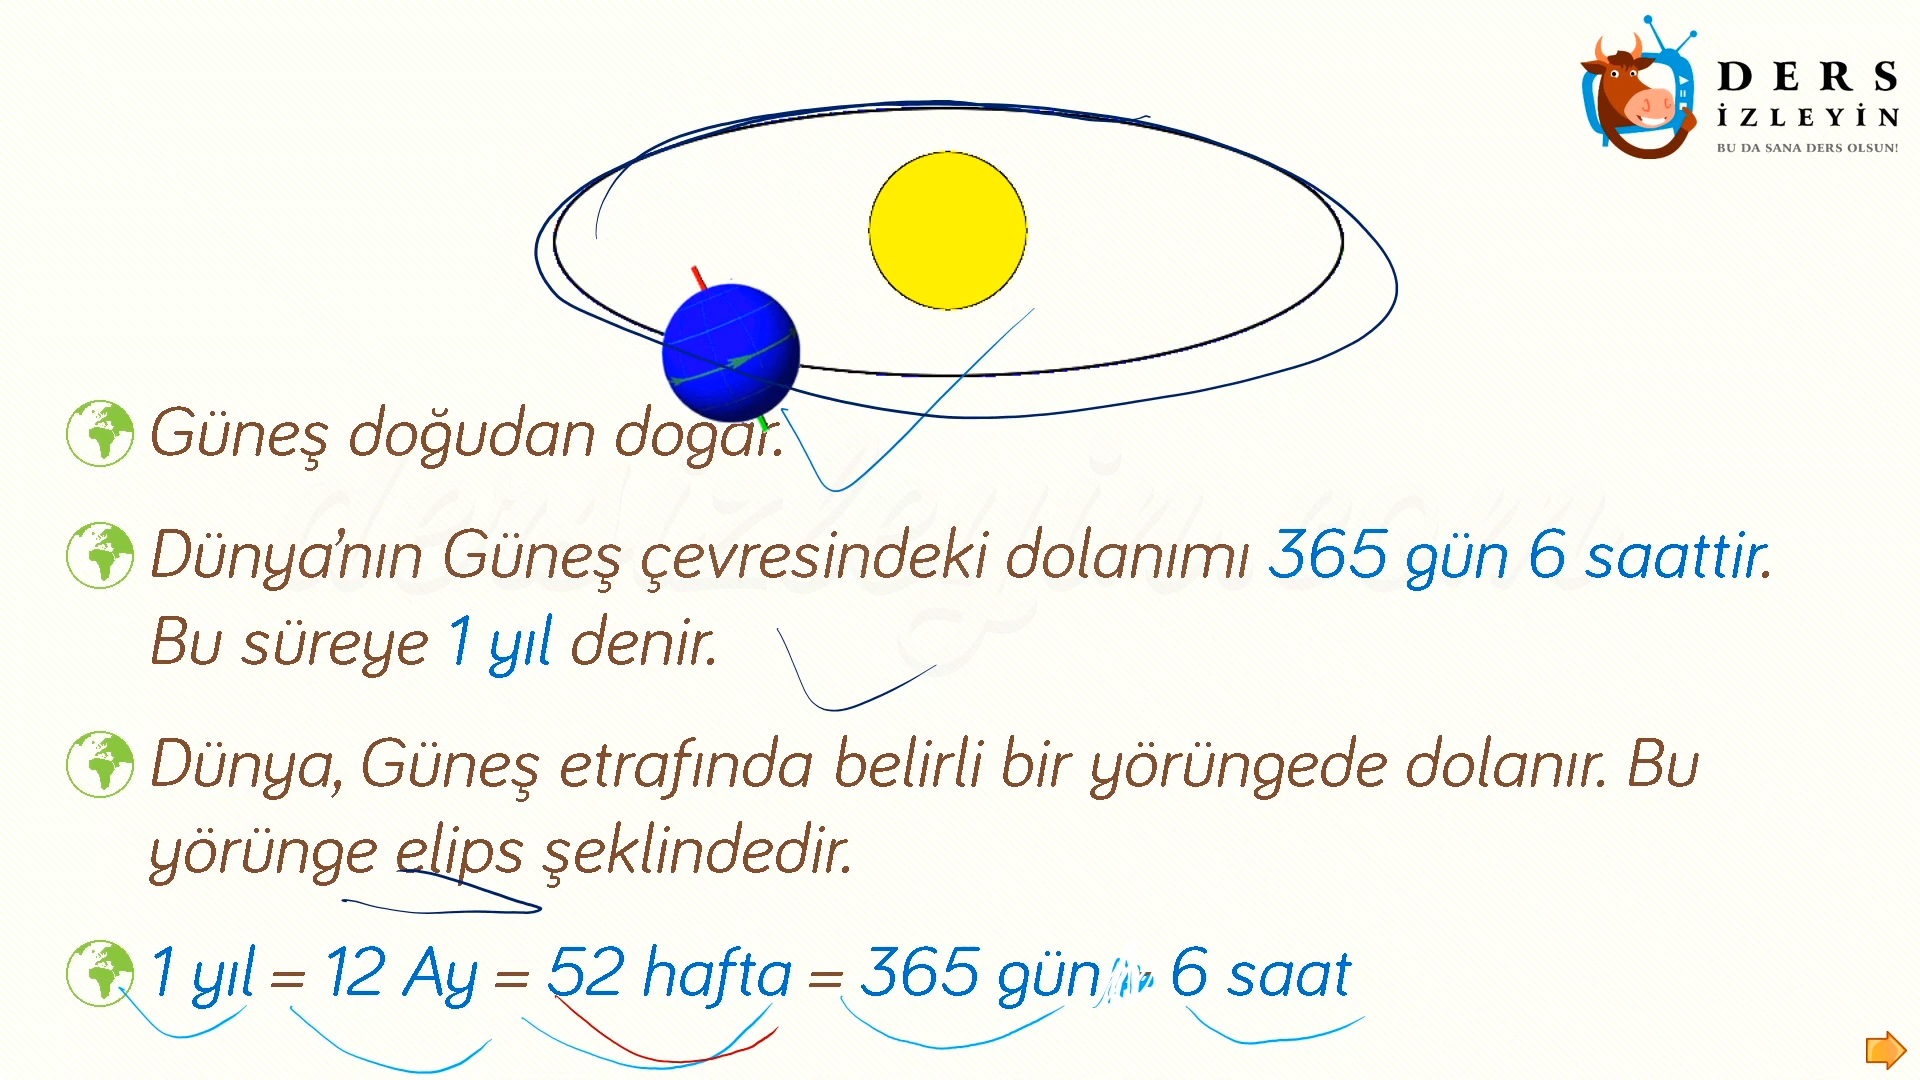 DERS
İZLEYİN
BU DA SANA DERS OLSUN!
Güneş doğudan doğar.
Dünya'nın Güneş çevresindeki dolanımı 365 gün 6 saattir.
Bu süreye 1 yıl denir.
Dünya, Güneş etrafında belirli bir yörüngede dolanır. Bu
yörünge elips şeklindedir.
1 yıl = 12 Ay = 52 hafta = 365 gün 6 saat
dersizleyin.com